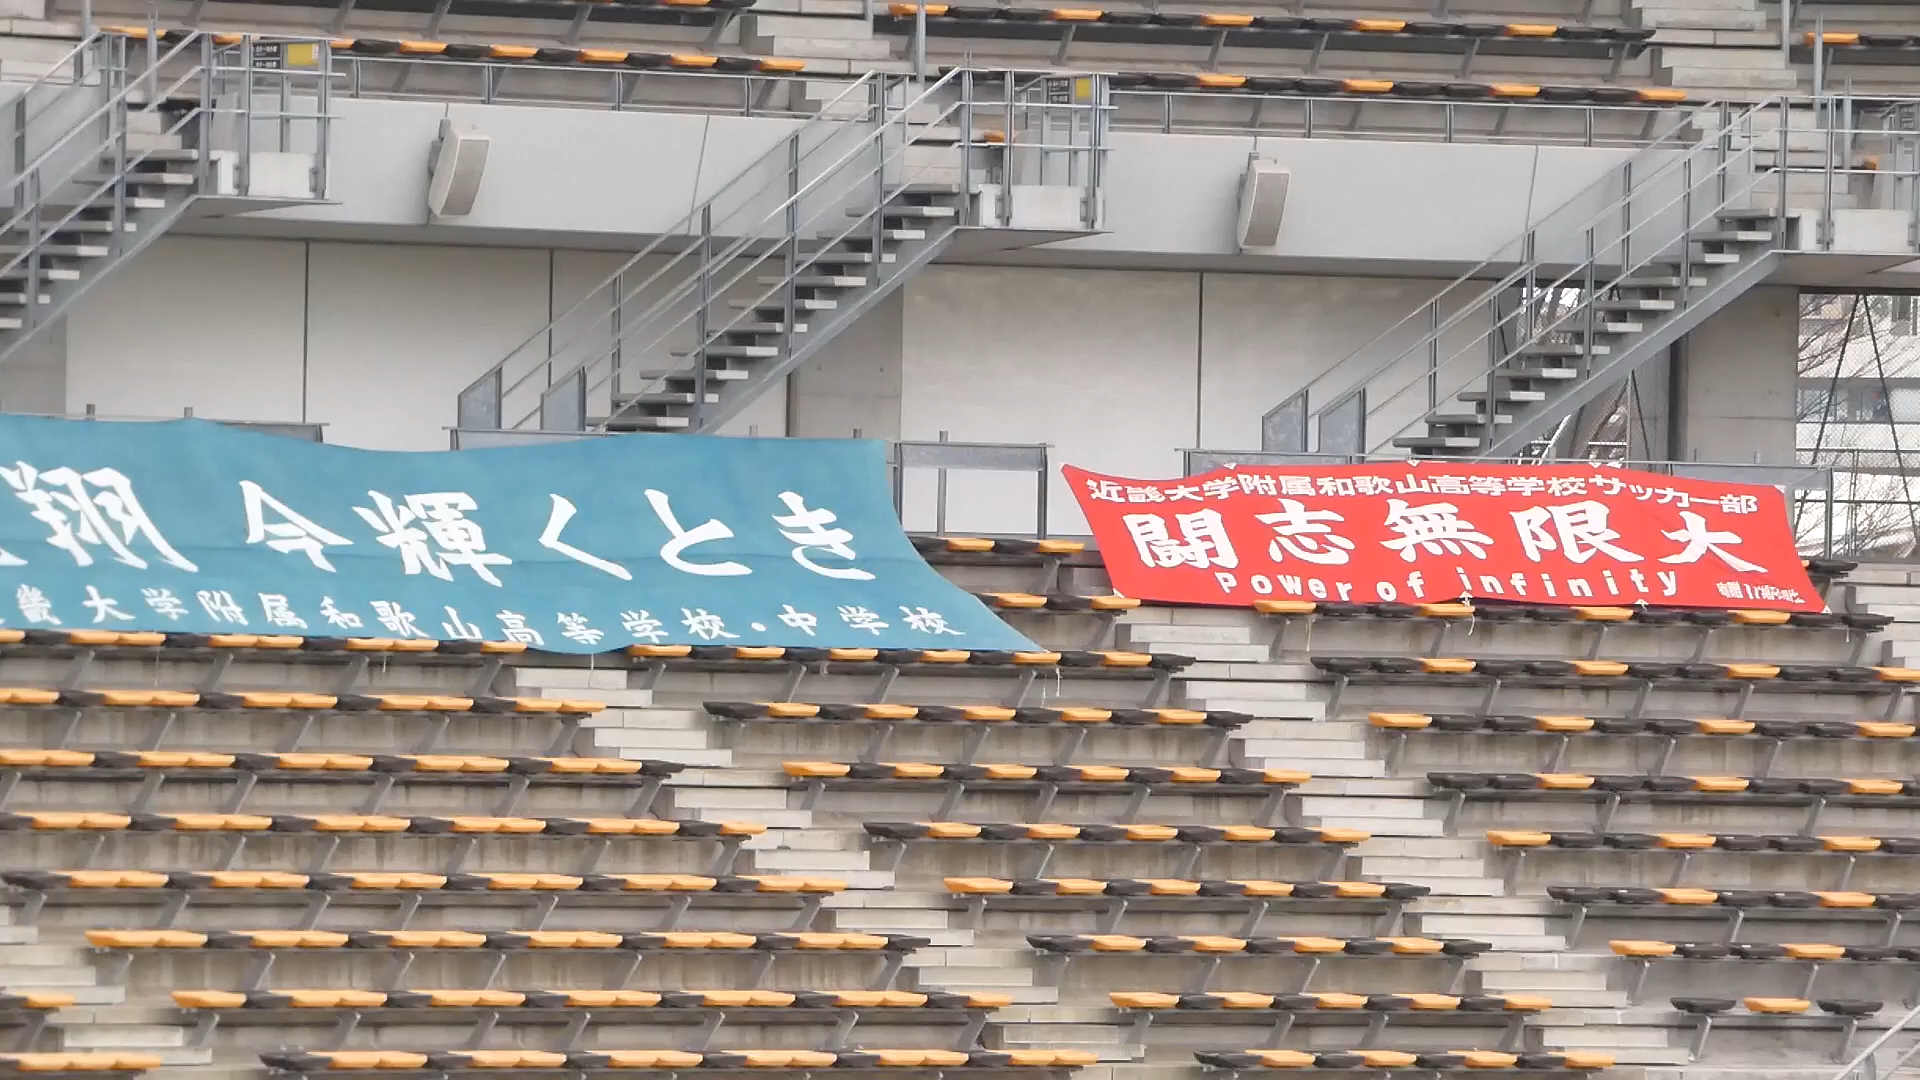 翔 今輝くとき
畿大学附属和歌山高等学校・中学校
近畿大学附属和歌山高等学校サッカー部
闘志無限大
Power of infinity
寄贈